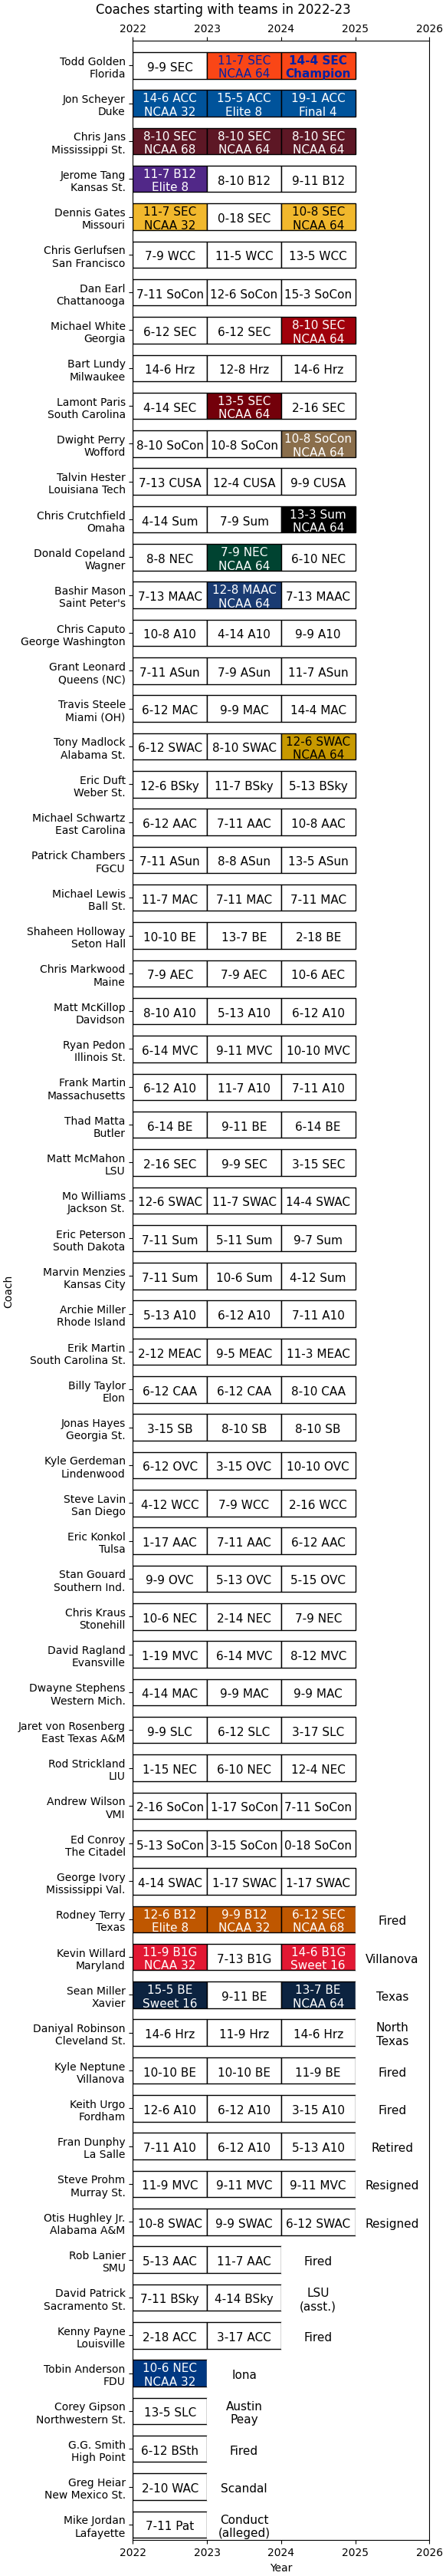 Coaches starting with teams in 2022-23
2022 2023 2024 2025 2026
Todd Golden
Florida
9-9 SEC
11-7 SEC
NCAA 64
14-4 SEC
Champion
Jon Scheyer
Duke
14-6 ACC
NCAA 32
15-5 ACC
Elite 8
19-1 ACC
Final 4
Chris Jans
Mississippi St.
8-10 SEC
NCAA 68
8-10 SEC
NCAA 64
8-10 SEC
NCAA 64
Jerome Tang
Kansas St.
11-7 B12
Elite 8
8-10 B12
9-11 B12
Dennis Gates
Missouri
11-7 SEC
NCAA 32
0-18 SEC
10-8 SEC
NCAA 64
Chris Gerlufsen
San Francisco
7-9 WCC
11-5 WCC
13-5 WCC
Dan Earl
Chattanooga
7-11 SoCon
12-6 SoCon
15-3 SoCon
Michael White
Georgia
6-12 SEC
6-12 SEC
8-10 SEC
NCAA 64
Bart Lundy
Milwaukee
14-6 Hrz
12-8 Hrz
14-6 Hrz
Lamont Paris
South Carolina
4-14 SEC
13-5 SEC
NCAA 64
2-16 SEC
Dwight Perry
Wofford
8-10 SoCon
10-8 SoCon
10-8 SoCon
NCAA 64
Talvin Hester
Louisiana Tech
7-13 CUSA
12-4 CUSA
9-9 CUSA
Chris Crutchfield
Omaha
4-14 Sum
7-9 Sum
13-3 Sum
NCAA 64
Donald Copeland
Wagner
8-8 NEC
7-9 NEC
NCAA 64
6-10 NEC
Bashir Mason
Saint Peter's
7-13 MAAC
12-8 MAAC
NCAA 64
7-13 MAAC
Chris Caputo
George Washington
10-8 A10
4-14 A10
9-9 A10
Grant Leonard
Queens (NC)
7-11 ASun
7-9 ASun
11-7 ASun
Travis Steele
Miami (OH)
6-12 MAC
9-9 MAC
14-4 MAC
Tony Madlock
Alabama St.
6-12 SWAC
8-10 SWAC
12-6 SWAC
NCAA 64
Eric Duft
Weber St.
12-6 BSky
11-7 BSky
5-13 BSky
Michael Schwartz
East Carolina
6-12 AAC
7-11 AAC
10-8 AAC
Patrick Chambers
FGCU
7-11 ASun
8-8 ASun
13-5 ASun
Michael Lewis
Ball St.
11-7 MAC
7-11 MAC
7-11 MAC
Shaheen Holloway
Seton Hall
10-10 BE
13-7 BE
2-18 BE
Chris Markwood
Maine
7-9 AEC
7-9 AEC
10-6 AEC
Matt McKillop
Davidson
8-10 A10
5-13 A10
6-12 A10
Ryan Pedon
Illinois St.
6-14 MVC
9-11 MVC
10-10 MVC
Frank Martin
Massachusetts
6-12 A10
11-7 A10
7-11 A10
Thad Matta
Butler
6-14 BE
9-11 BE
6-14 BE
Matt McMahon
LSU
2-16 SEC
9-9 SEC
3-15 SEC
Mo Williams
Jackson St.
12-6 SWAC
11-7 SWAC
14-4 SWAC
Eric Peterson
South Dakota
7-11 Sum
5-11 Sum
9-7 Sum
Marvin Menzies
Kansas City
7-11 Sum
10-6 Sum
4-12 Sum
Archie Miller
Rhode Island
5-13 A10
6-12 A10
7-11 A10
Erik Martin
South Carolina St.
2-12 MEAC
9-5 MEAC
11-3 MEAC
Billy Taylor
Elon
6-12 CAA
6-12 CAA
8-10 CAA
Jonas Hayes
Georgia St.
3-15 SB
8-10 SB
8-10 SB
Kyle Gerdeman
Lindenwood
6-12 OVC
3-15 OVC
10-10 OVC
Steve Lavin
San Diego
4-12 WCC
7-9 WCC
2-16 WCC
Eric Konkol
Tulsa
1-17 AAC
7-11 AAC
6-12 AAC
Stan Gouard
Southern Ind.
9-9 OVC
5-13 OVC
5-15 OVC
Chris Kraus
Stonehill
10-6 NEC
2-14 NEC
7-9 NEC
David Ragland
Evansville
1-19 MVC
6-14 MVC
8-12 MVC
Dwayne Stephens
Western Mich.
4-14 MAC
9-9 MAC
9-9 MAC
Jaret von Rosenberg
East Texas A&M
9-9 SLC
6-12 SLC
3-17 SLC
Rod Strickland
LIU
1-15 NEC
6-10 NEC
12-4 NEC
Andrew Wilson
VMI
2-16 SoCon
1-17 SoCon
7-11 SoCon
Ed Conroy
The Citadel
5-13 SoCon
3-15 SoCon
0-18 SoCon
George Ivory
Mississippi Val.
4-14 SWAC
1-17 SWAC
1-17 SWAC
Rodney Terry
Texas
12-6 B12
Elite 8
9-9 B12
NCAA 32
6-12 SEC
NCAA 68
Fired
Kevin Willard
Maryland
11-9 B1G
NCAA 32
7-13 B1G
14-6 B1G
Sweet 16
Villanova
Sean Miller
Xavier
15-5 BE
Sweet 16
9-11 BE
13-7 BE
NCAA 64
Texas
Daniyal Robinson
Cleveland St.
14-6 Hrz
11-9 Hrz
14-6 Hrz
North
Texas
Kyle Neptune
Villanova
10-10 BE
10-10 BE
11-9 BE
Fired
Keith Urgo
Fordham
12-6 A10
6-12 A10
3-15 A10
Fired
Fran Dunphy
La Salle
7-11 A10
6-12 A10
5-13 A10
Retired
Steve Prohm
Murray St.
11-9 MVC
9-11 MVC
9-11 MVC
Resigned
Otis Hughley Jr.
Alabama A&M
10-8 SWAC
9-9 SWAC
6-12 SWAC
Resigned
Rob Lanier
SMU
5-13 AAC
11-7 AAC
Fired
David Patrick
Sacramento St.
7-11 BSky
4-14 BSky
LSU
(asst.)
Kenny Payne
Louisville
2-18 ACC
3-17 ACC
Fired
Tobin Anderson
FDU
10-6 NEC
NCAA 32
Iona
Corey Gipson
Northwestern St.
13-5 SLC
Austin
Peay
G.G. Smith
High Point
6-12 BSth
Fired
Greg Heiar
New Mexico St.
2-10 WAC
Scandal
Mike Jordan
Lafayette
7-11 Pat
Conduct
(alleged)
2022 2023 2024 2025 2026
Year
Coach